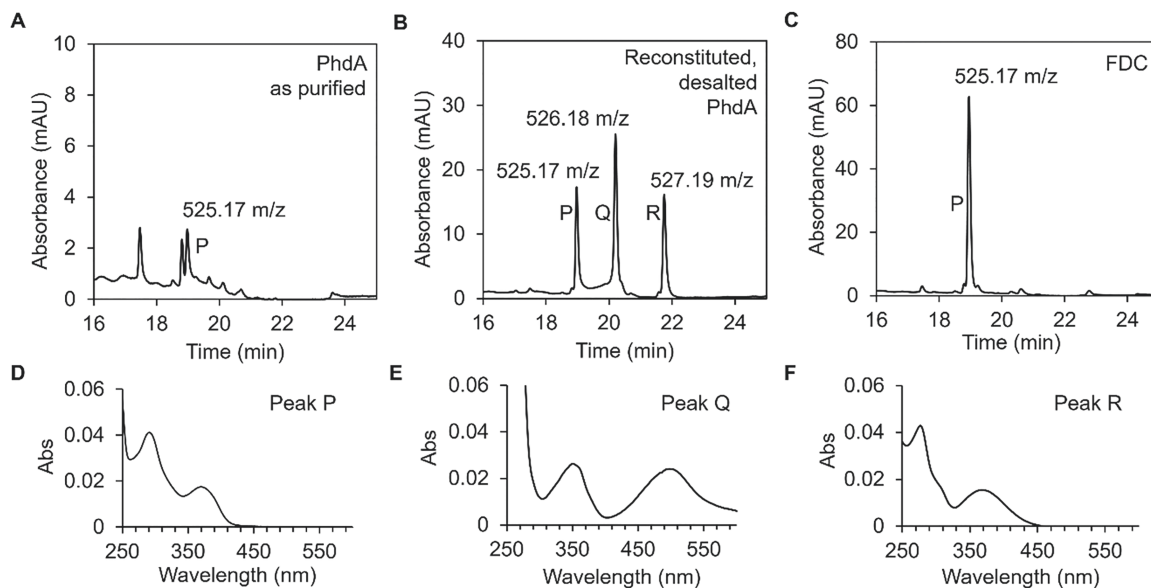 A
PhdA
as purified
525.17 m/z
P
10
8
6
4
2
0
16 18 20 22 24
Absorbance (mAU)
Time (min)
B
Reconstituted,
desalted
PhdA
526.18 m/z
525.17 m/z
527.19 m/z
P Q R
40
30
20
10
0
16 18 20 22 24
Absorbance (mAU)
Time (min)
C
FDC
525.17 m/z
P
80
60
40
20
0
16 18 20 22 24
Absorbance (mAU)
Time (min)
D
Peak P
0.06
0.04
0.02
0
250 350 450 550
Abs
Wavelength (nm)
E
Peak Q
0.06
0.04
0.02
0
250 350 450 550
Abs
Wavelength (nm)
F
Peak R
0.06
0.04
0.02
0
250 350 450 550
Abs
Wavelength (nm)